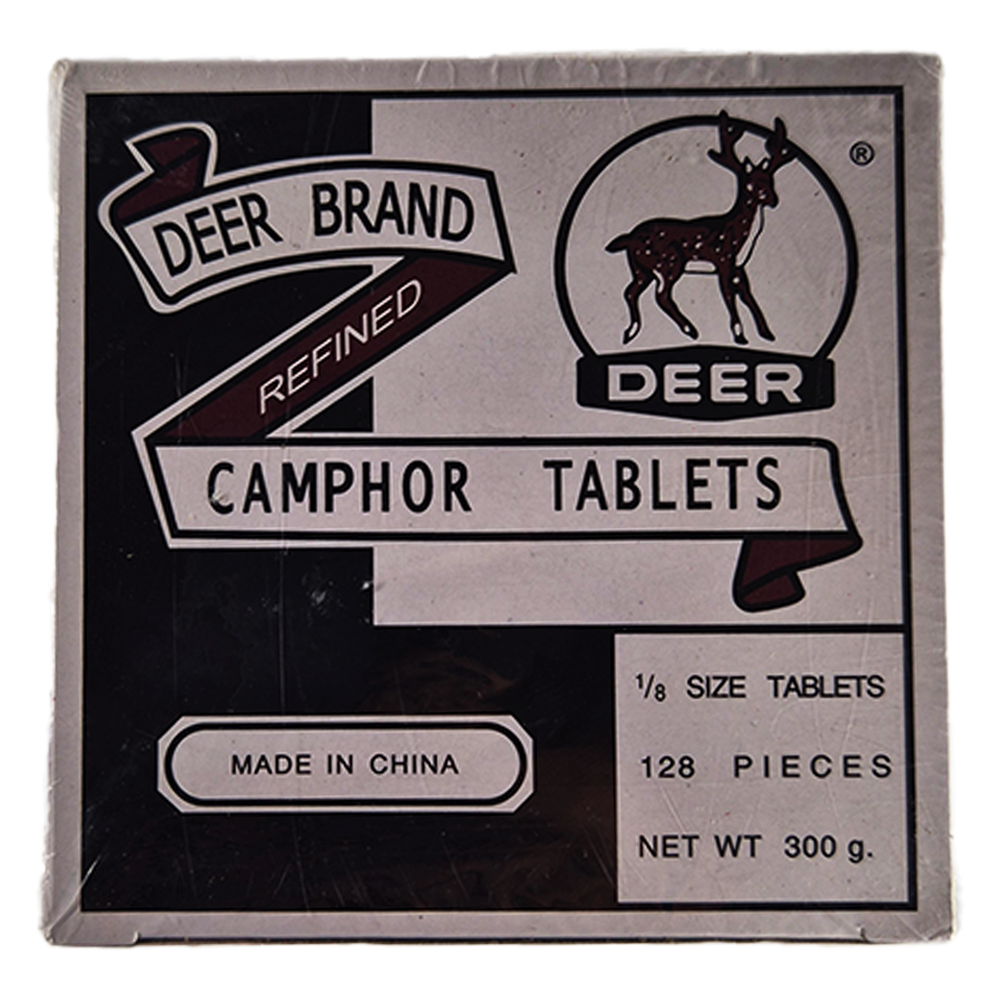 DEER BRAND
REFINED
CAMPHOR TABLETS
®
DEER
1/8 SIZE TABLETS
128 PIECES
NET WT 300 g.
MADE IN CHINA